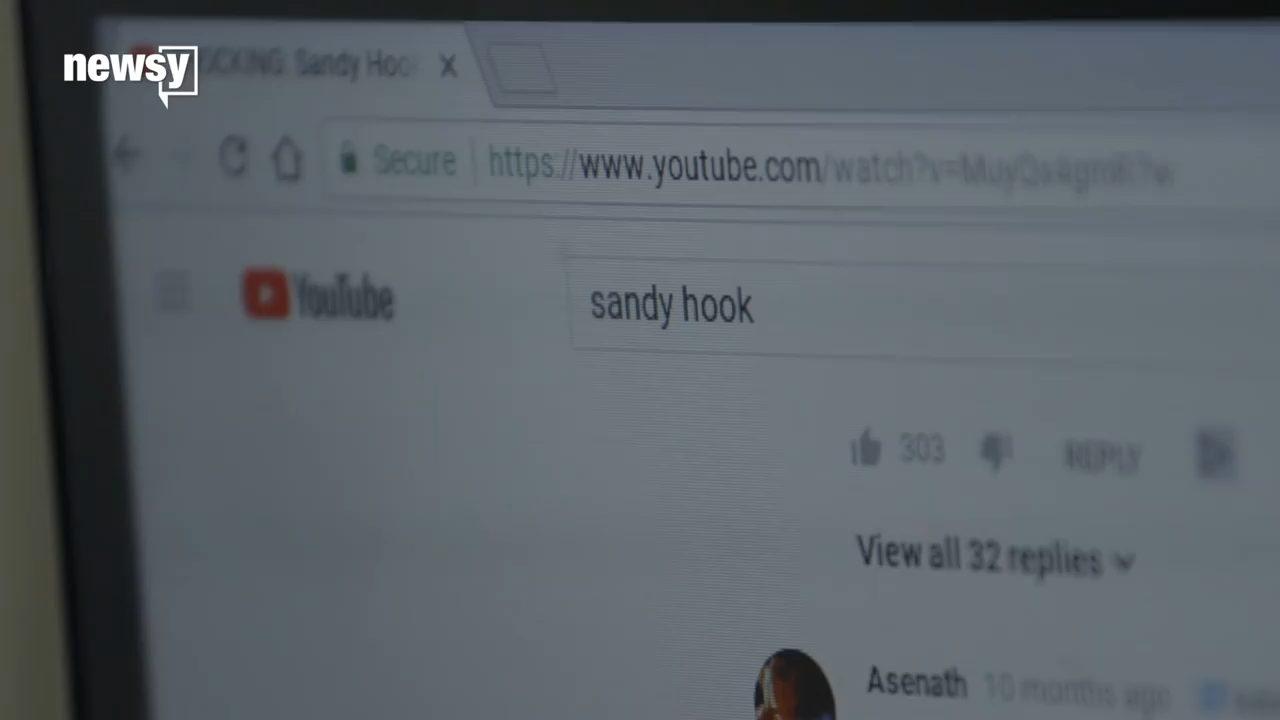 newsy
Sandy Hoo X
Secure https://www.youtube.com/watch?v=
YouTube sandy hook
303 REPLY
View all 32 replies
Asenath 10 months ago